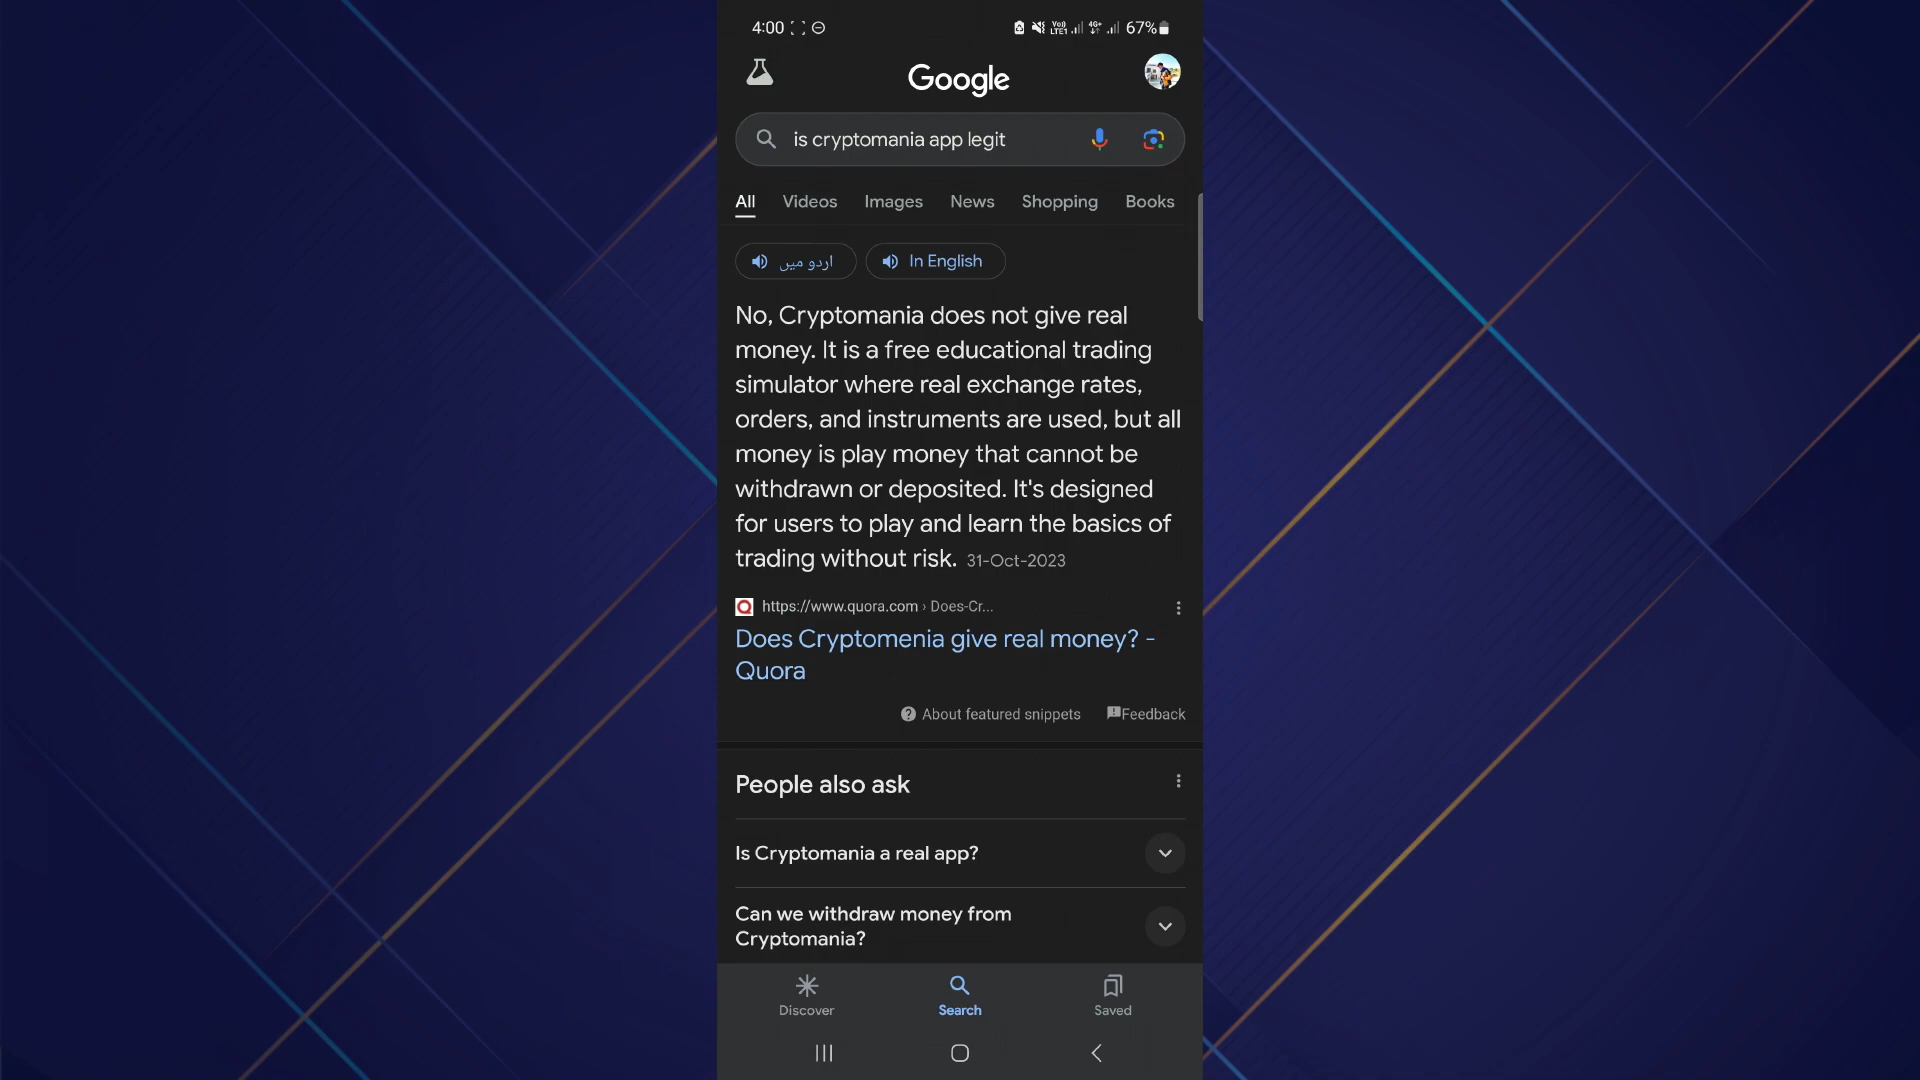 4:00
Vo))
LTE1
4G+
67%
Google
is cryptomania app legit
All Videos Images News Shopping Books
اردو میں
In English
No, Cryptomania does not give real
money. It is a free educational trading
simulator where real exchange rates,
orders, and instruments are used, but all
money is play money that cannot be
withdrawn or deposited. It's designed
for users to play and learn the basics of
trading without risk. 31-Oct-2023
https://www.quora.com › Does-Cr...
Does Cryptomenia give real money? -
Quora
About featured snippets Feedback
People also ask
Is Cryptomania a real app?
Can we withdraw money from
Cryptomania?
Discover Search Saved